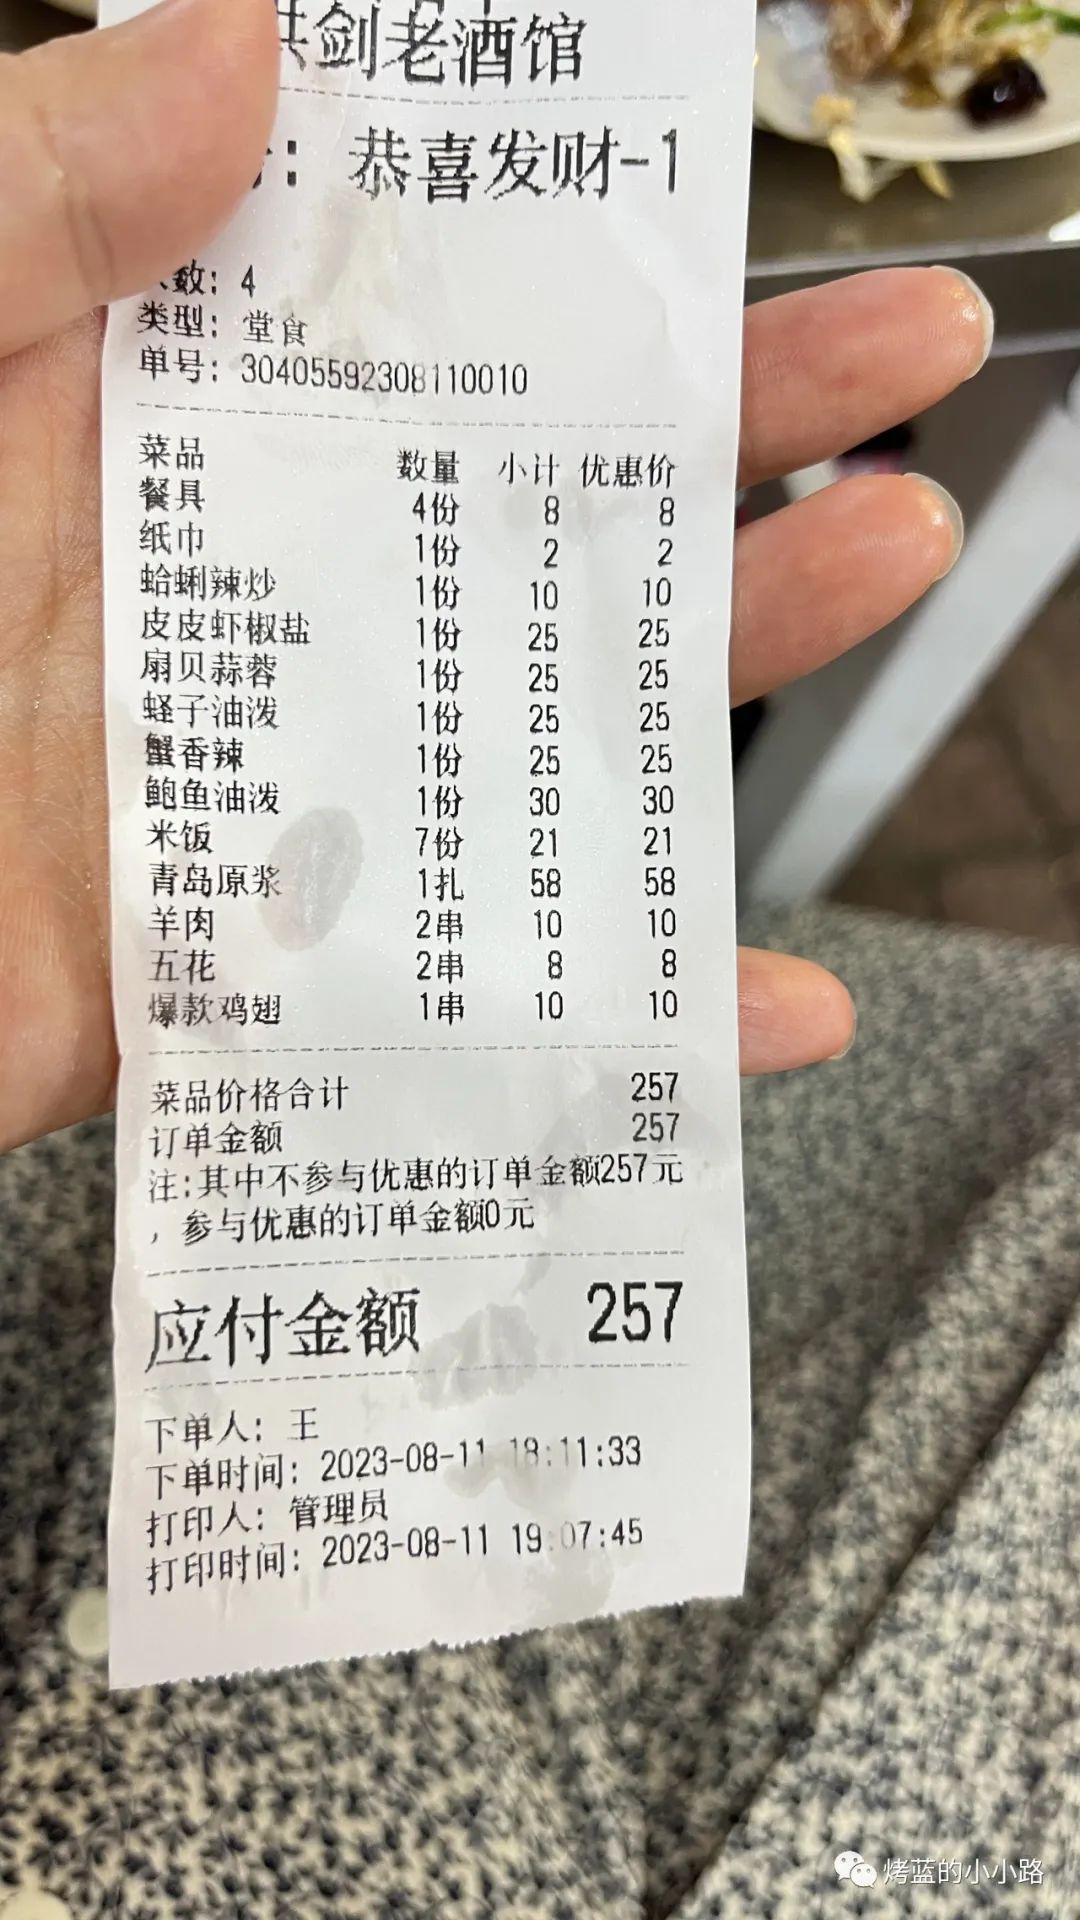 剑老酒馆
：恭喜发财-1
数：4
类型：堂食
单号：30405592308110010
菜品 数量 小计 优惠价
餐具 4份 8 8
纸巾 1份 2 2
蛤蜊辣炒 1份 10 10
皮皮虾椒盐 1份 25 25
扇贝蒜蓉 1份 25 25
蛏子油泼 1份 25 25
蟹香辣 1份 25 25
鲍鱼油泼 1份 30 30
米饭 7份 21 21
青岛原浆 1扎 58 58
羊肉 2串 10 10
五花 2串 8 8
爆款鸡翅 1串 10 10
菜品价格合计 257
订单金额 257
注:其中不参与优惠的订单金额257元
，参与优惠的订单金额0元
应付金额 257
下单人：王
下单时间：2023-08-11 18:11:33
打印人：管理员
打印时间：2023-08-11 19:07:45
烤蓝的小小路